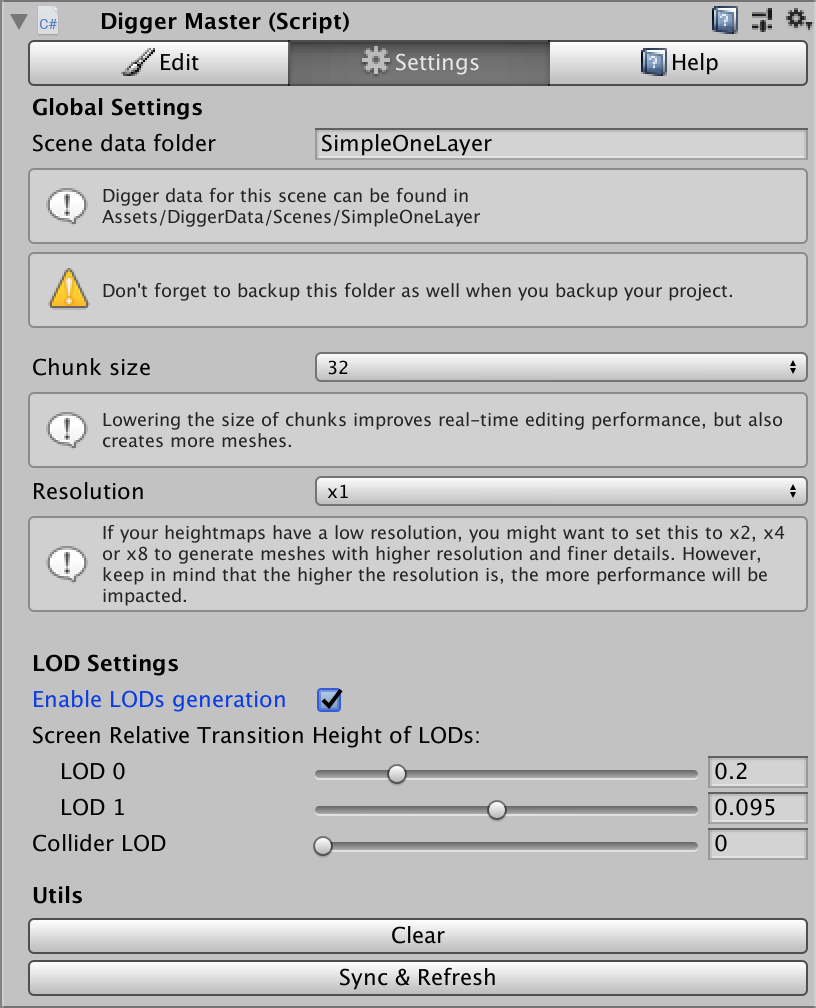 C# Digger Master (Script)
Edit Settings Help
Global Settings
Scene data folder SimpleOneLayer
Digger data for this scene can be found in
Assets/DiggerData/Scenes/SimpleOneLayer
Don't forget to backup this folder as well when you backup your project.
Chunk size 32
Lowering the size of chunks improves real-time editing performance, but also
creates more meshes.
Resolution x1
If your heightmaps have a low resolution, you might want to set this to x2, x4
or x8 to generate meshes with higher resolution and finer details. However,
keep in mind that the higher the resolution is, the more performance will be
impacted.
LOD Settings
Enable LODs generation
Screen Relative Transition Height of LODs:
LOD 0 0.2
LOD 1 0.095
Collider LOD 0
Utils
Clear
Sync & Refresh